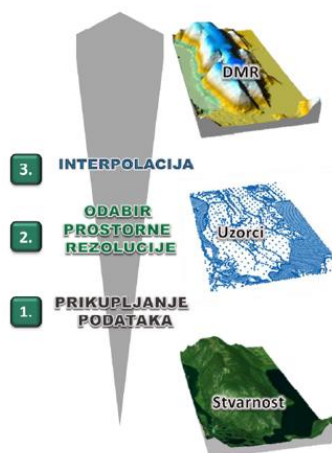 DMR
3. INTERPOLACIJA
ODABIR
PROSTORNE
2. REZOLUCIJE
Uzorci
1. PRIKUPLJANJE
PODATAKA
Stvarnost